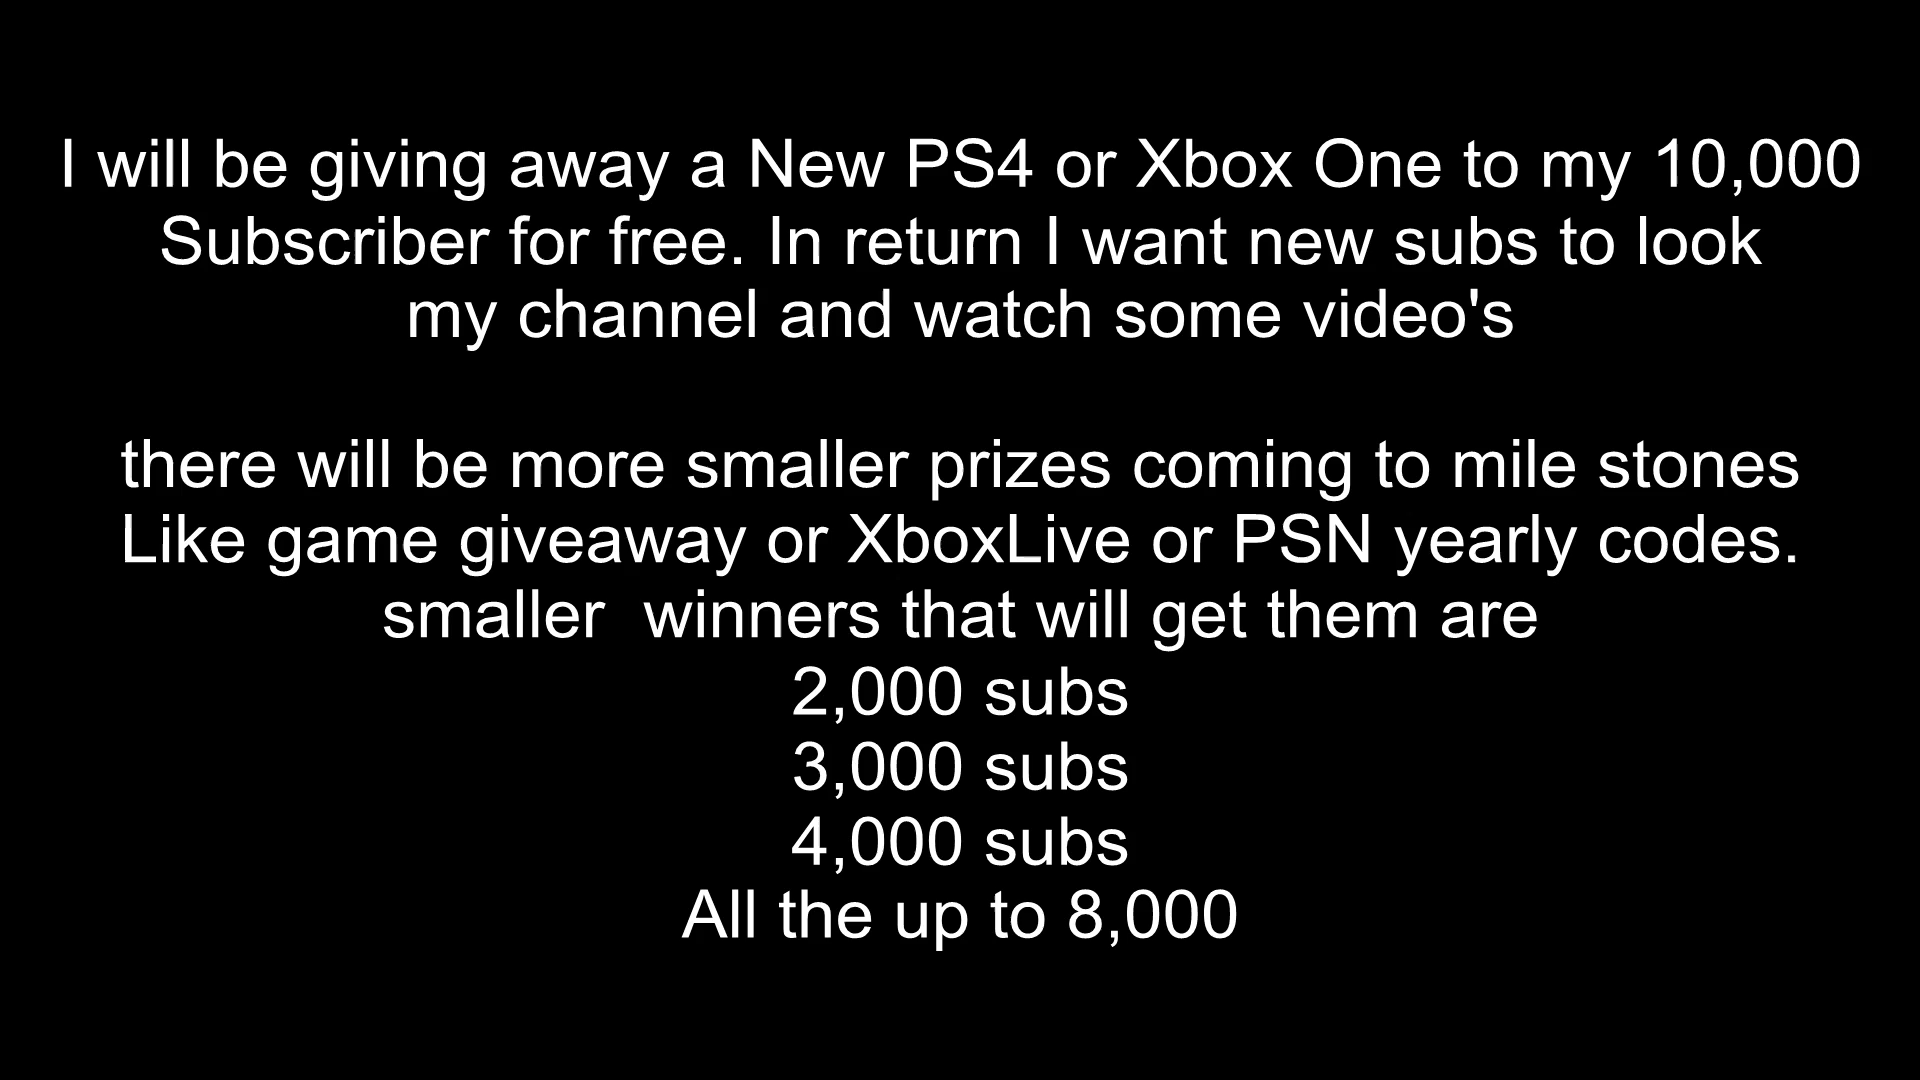 I will be giving away a New PS4 or Xbox One to my 10,000
Subscriber for free. In return I want new subs to look
my channel and watch some video's
there will be more smaller prizes coming to mile stones
Like game giveaway or XboxLive or PSN yearly codes.
smaller  winners that will get them are
2,000 subs
3,000 subs
4,000 subs
All the up to 8,000